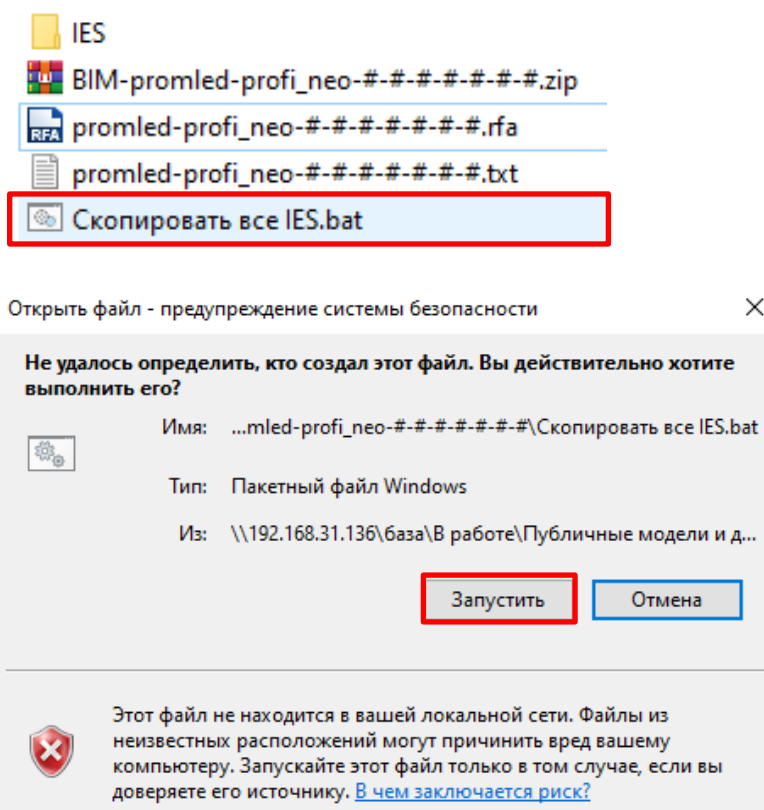 IES
BIM-promled-profi_neo-#-#-#-#-#-#-#.zip
RFA promled-profi_neo-#-#-#-#-#-#-#.rfa
promled-profi_neo-#-#-#-#-#-#-#.txt
Скопировать все IES.bat
Открыть файл - предупреждение системы безопасности
Не удалось определить, кто создал этот файл. Вы действительно хотите
выполнить его?
Имя: ...mled-profi_neo-#-#-#-#-#-#-#\Скопировать все IES.bat
Тип: Пакетный файл Windows
Из: \\192.168.31.136\база\В работе\Публичные модели и д...
Запустить Отмена
Этот файл не находится в вашей локальной сети. Файлы из
неизвестных расположений могут причинить вред вашему
компьютеру. Запускайте этот файл только в том случае, если вы
доверяете его источнику. В чем заключается риск?